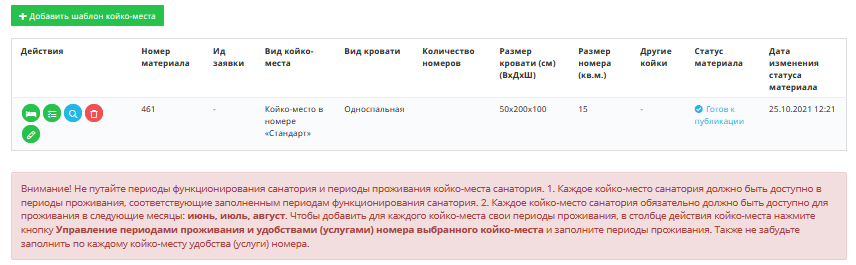 + Добавить шаблон койко-места
Действия
Номер материала
Ид заявки
Вид койко-места
Вид кровати
Количество номеров
Размер кровати (см) (ВхДхШ)
Размер номера (кв.м.)
Другие койки
Статус материала
Дата изменения статуса материала
461
-
Койко-место в номере «Стандарт»
Односпальная
50x200x100
15
-
Готов к публикации
25.10.2021 12:21
Внимание! Не путайте периоды функционирования санатория и периоды проживания койко-места санатория. 1. Каждое койко-место санатория должно быть доступно в
периоды проживания, соответствующие заполненным периодам функционирования санатория. 2. Каждое койко-место санатория обязательно должно быть доступно для
проживания в следующие месяцы: июнь, июль, август. Чтобы добавить для каждого койко-места свои периоды проживания, в столбце действия койко-места нажмите
кнопку Управление периодами проживания и удобствами (услугами) номера выбранного койко-места и заполните периоды проживания. Также не забудьте
заполнить по каждому койко-месту удобства (услуги) номера.